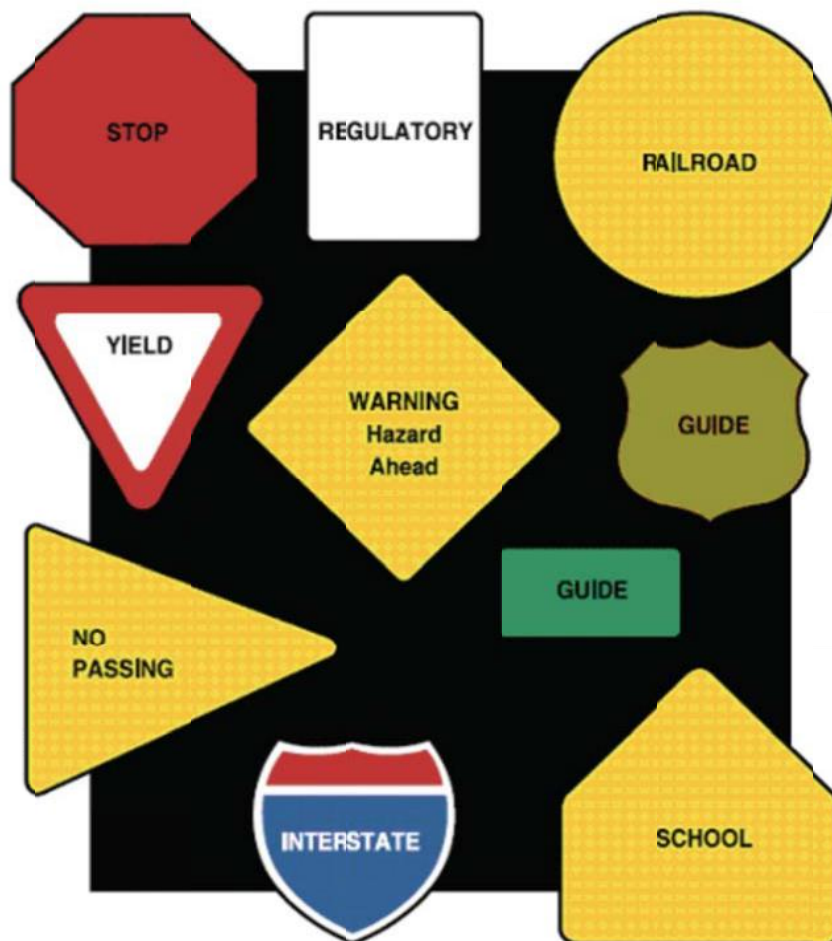 STOP
REGULATORY
RAILROAD
YIELD
WARNING
Hazard
Ahead
GUIDE
GUIDE
NO
PASSING
INTERSTATE
SCHOOL